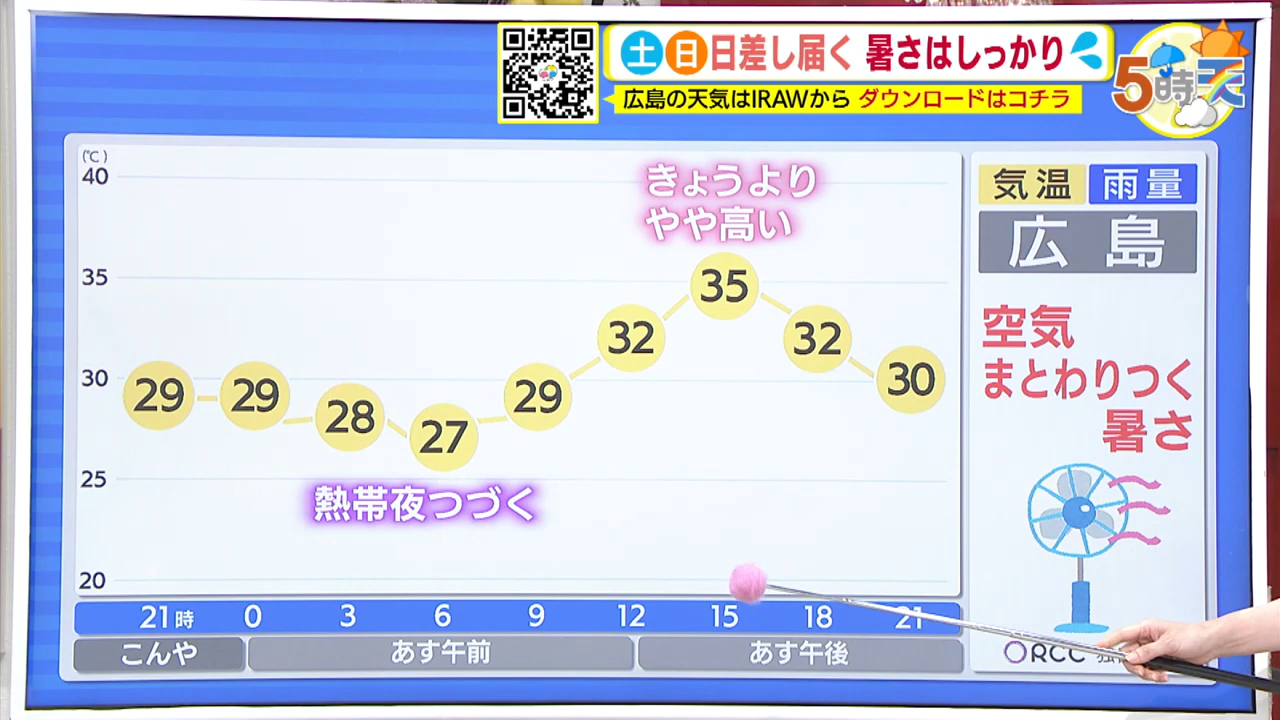 土 日 日差し届く 暑さはしっかり
広島の天気はIRAWから ダウンロードはコチラ
5時天
(℃)
40
35
30
25
20
きょうより
やや高い
29 29 28 27 29 32 35 32 30
熱帯夜つづく
21時 0 3 6 9 12 15 18 21
こんや あす午前 あす午後
気温 雨量
広島
空気
まとわりつく
暑さ
RCC